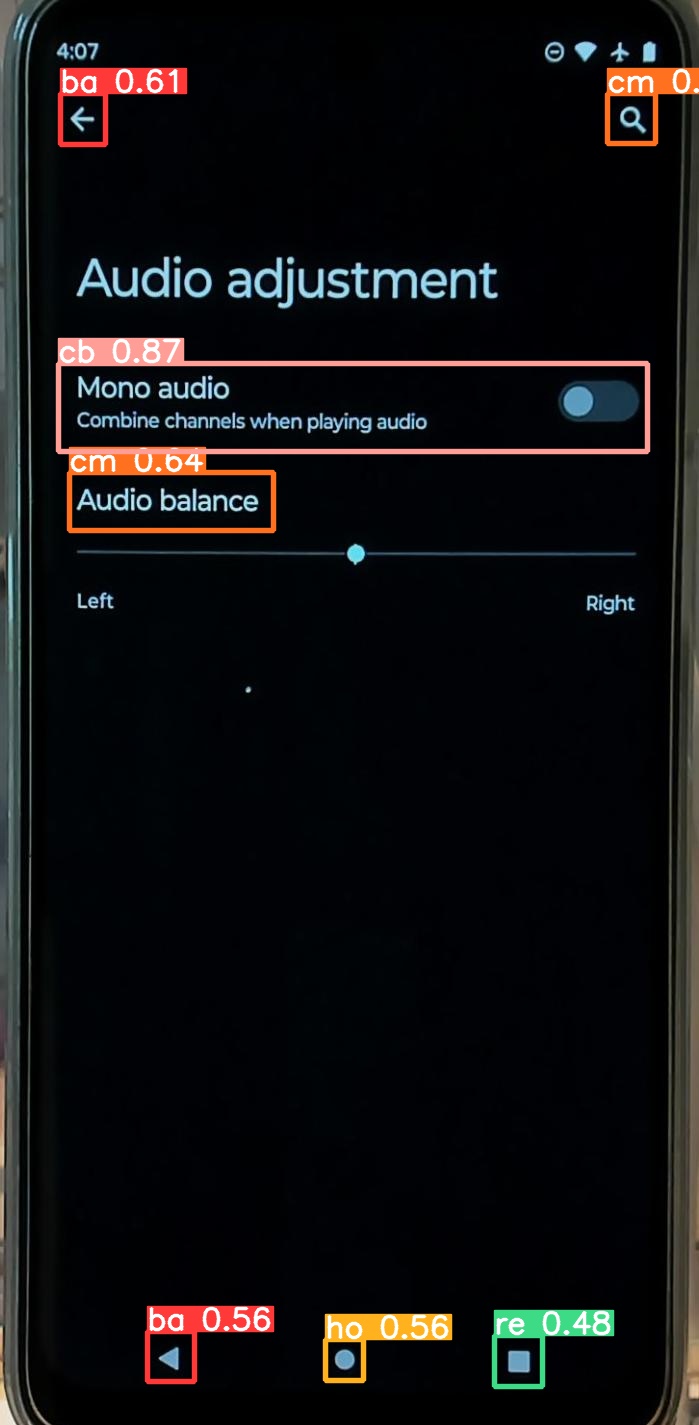 4:07
ba 0.61
cm 0.
Audio adjustment
cb 0.87
Mono audio
Combine channels when playing audio
cm 0.64
Audio balance
Left
Right
ba 0.56
ho 0.56
re 0.48